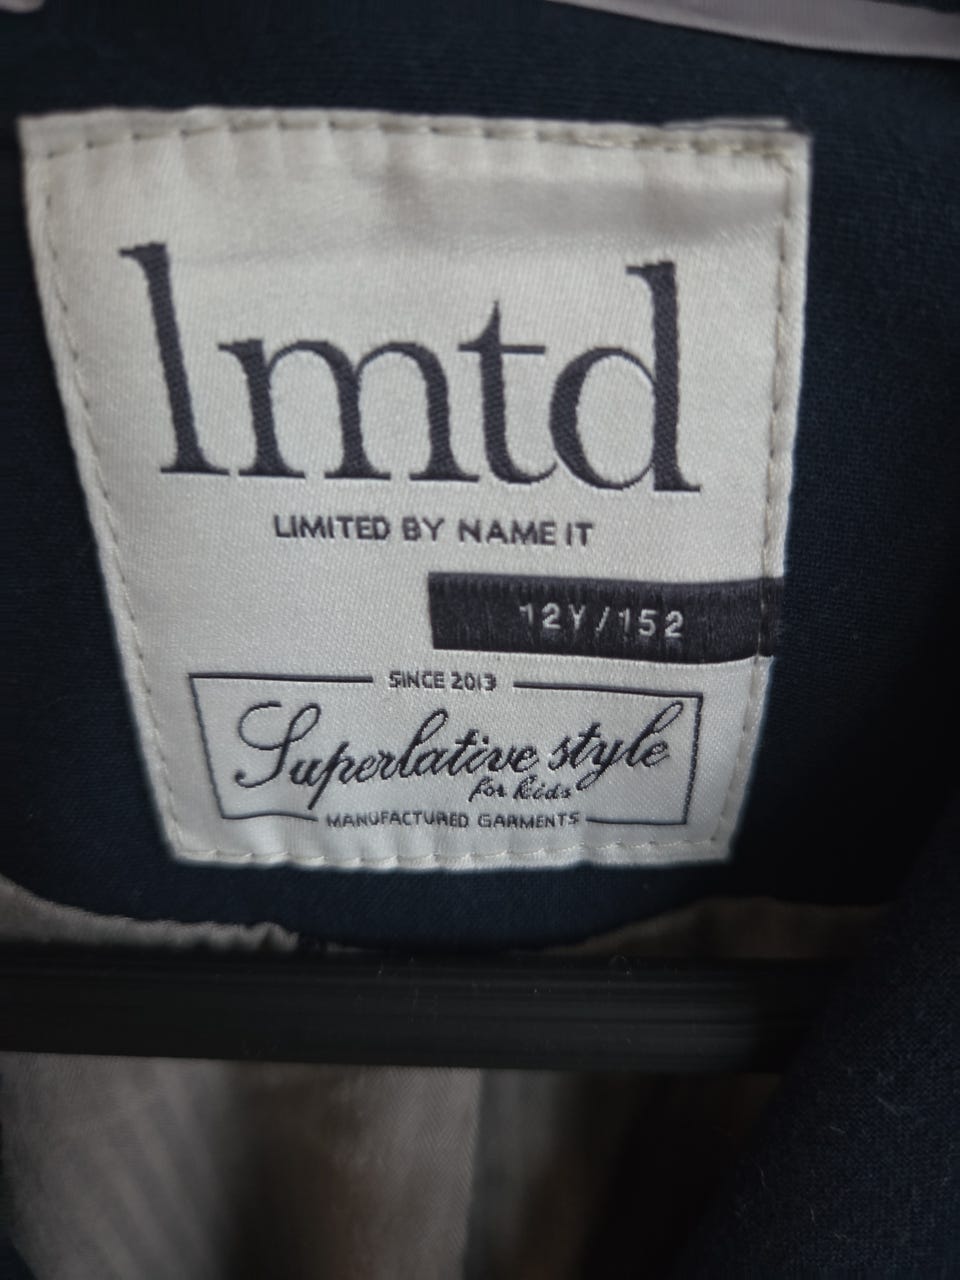 lmtd
LIMITED BY NAME IT
12Y/152
SINCE 2013
Superlative style
for kids
MANUFACTURED GARMENTS